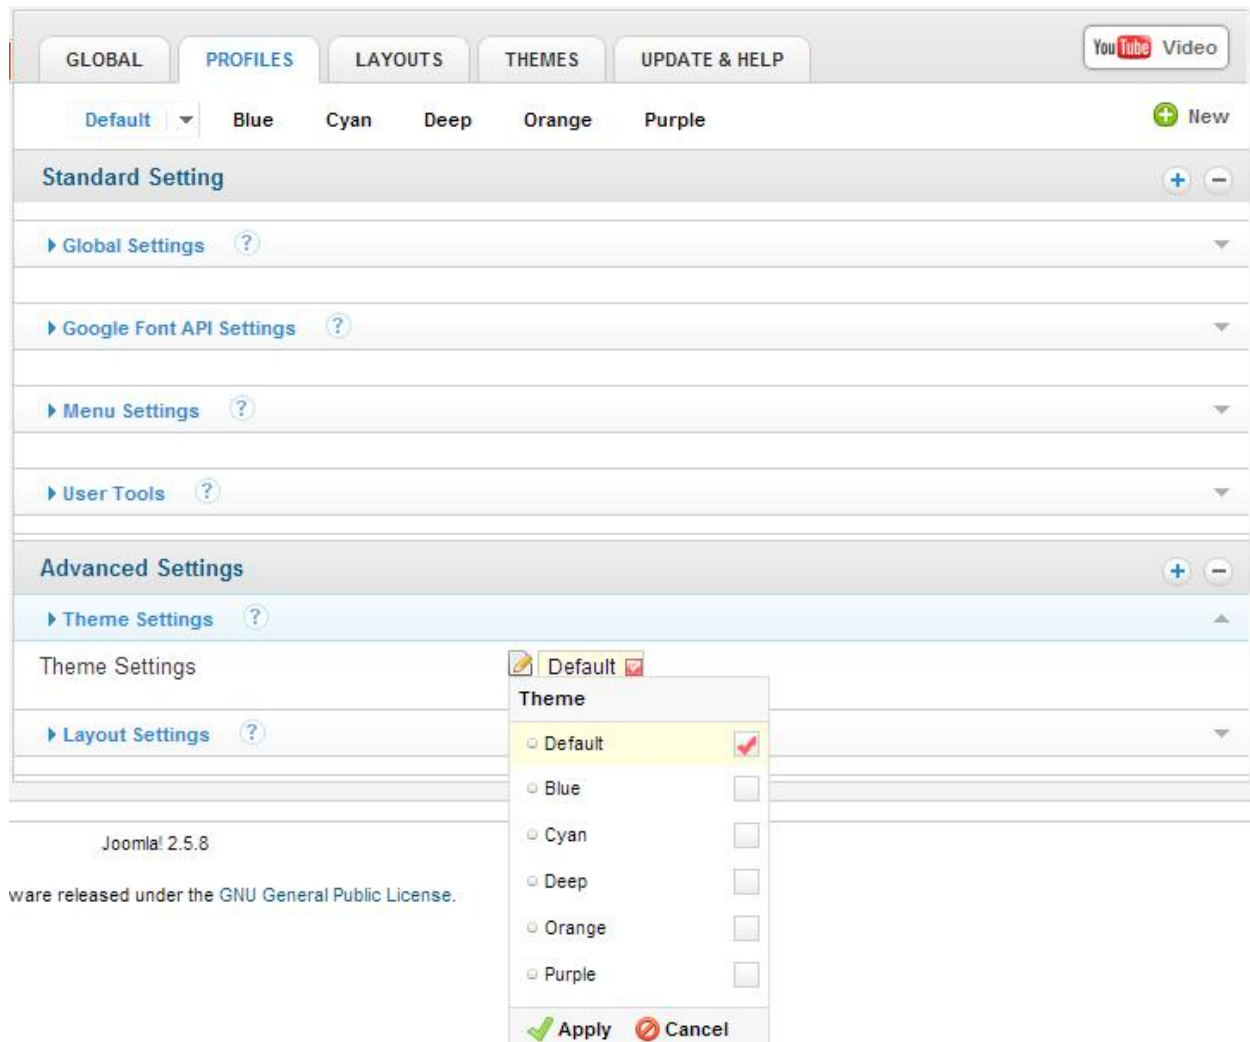 GLOBAL PROFILES LAYOUTS THEMES UPDATE & HELP You Tube Video
Default Blue Cyan Deep Orange Purple New
Standard Setting
Global Settings ?
Google Font API Settings ?
Menu Settings ?
User Tools ?
Advanced Settings
Theme Settings ?
Theme Settings Default
Theme
Layout Settings ?
Default
Blue
Cyan
Deep
Orange
Purple
Apply Cancel
Joomla! 2.5.8
ware released under the GNU General Public License.